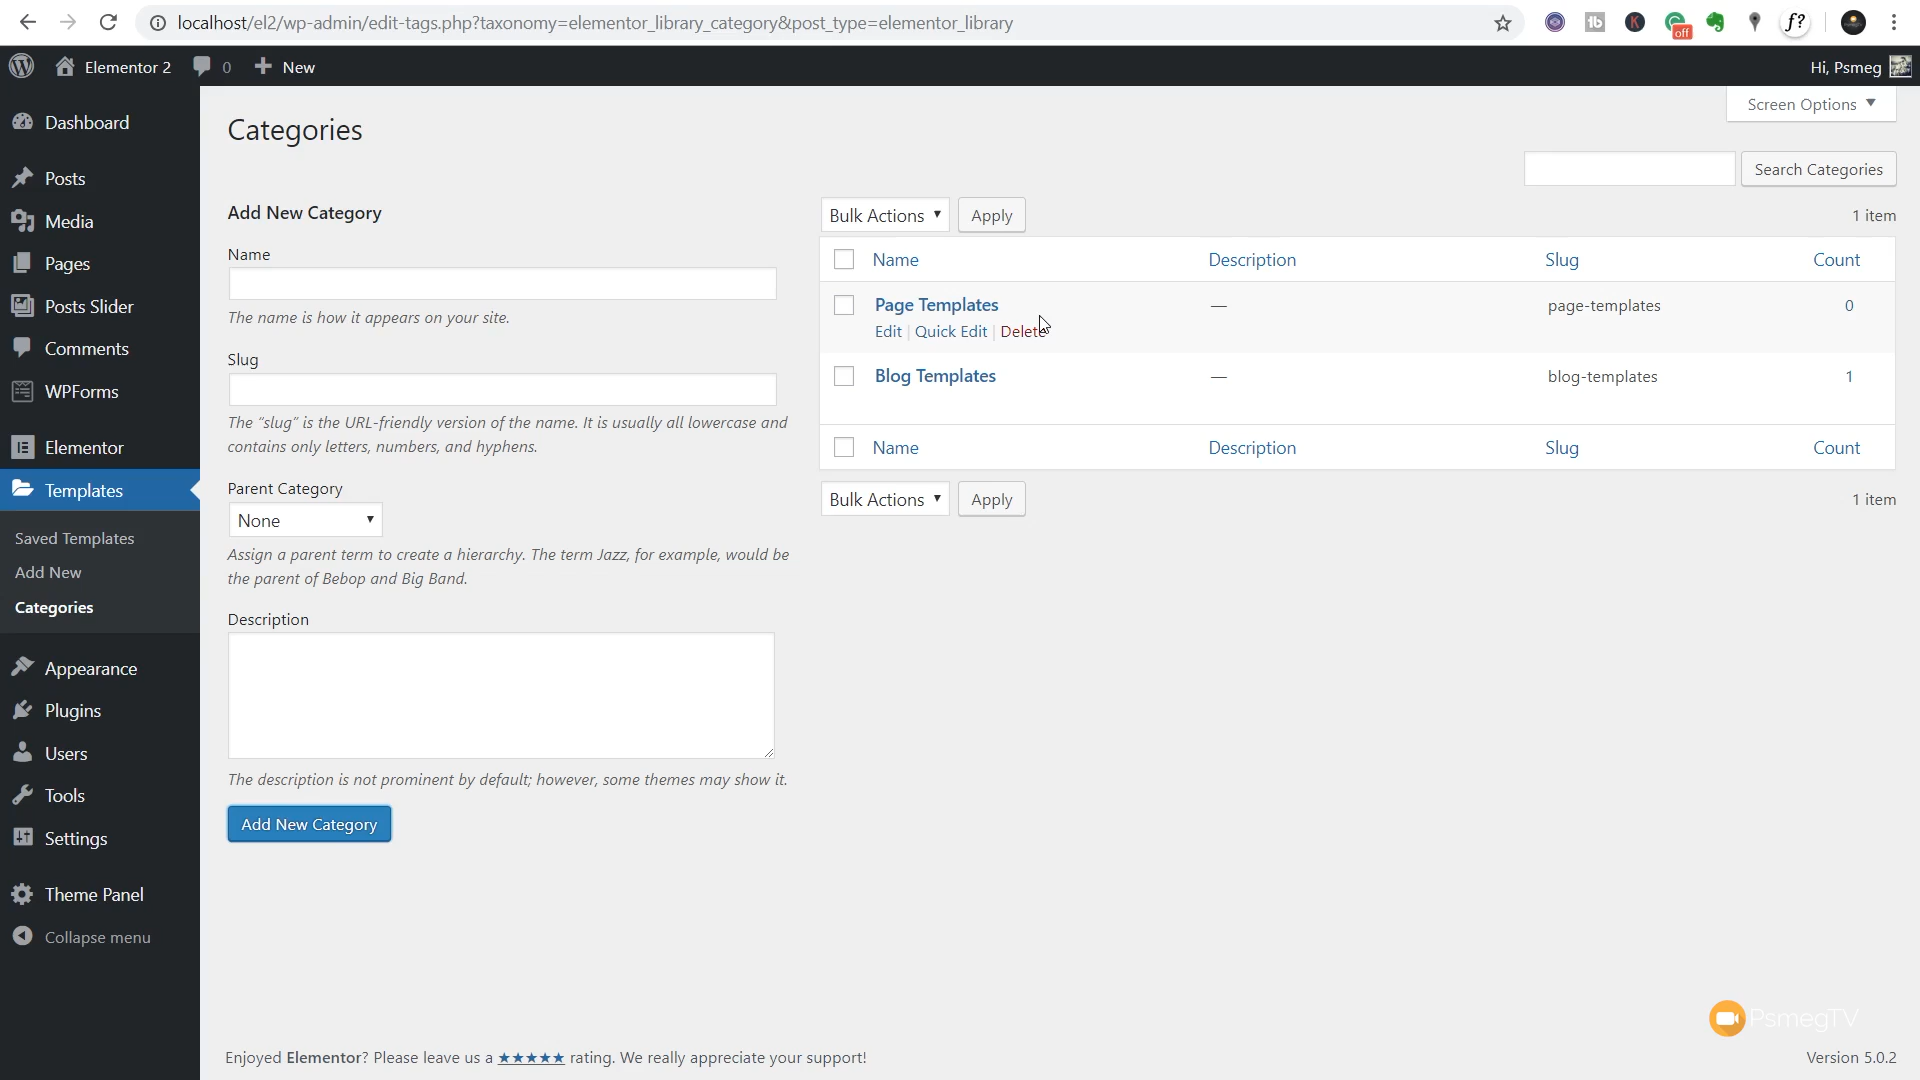 localhost/el2/wp-admin/edit-tags.php?taxonomy=elementor_library_category&post_type=elementor_library
off
f?
Elementor 2
0
New
Hi, Psmeg
Screen Options
Dashboard
Posts
Media
Pages
Posts Slider
Comments
WPForms
Elementor
Templates
Saved Templates
Add New
Categories
Appearance
Plugins
Users
Tools
Settings
Theme Panel
Collapse menu
Categories
Search Categories
Add New Category
Name
The name is how it appears on your site.
Slug
The “slug” is the URL-friendly version of the name. It is usually all lowercase and
contains only letters, numbers, and hyphens.
Parent Category
None
Assign a parent term to create a hierarchy. The term Jazz, for example, would be
the parent of Bebop and Big Band.
Description
The description is not prominent by default; however, some themes may show it.
Add New Category
Bulk Actions Apply 1 item
Name Description Slug Count
Page Templates — page-templates 0
Edit | Quick Edit | Delete
Blog Templates — blog-templates 1
Name Description Slug Count
Bulk Actions Apply 1 item
PsmegTV
Enjoyed Elementor? Please leave us a ★★★★★ rating. We really appreciate your support!
Version 5.0.2